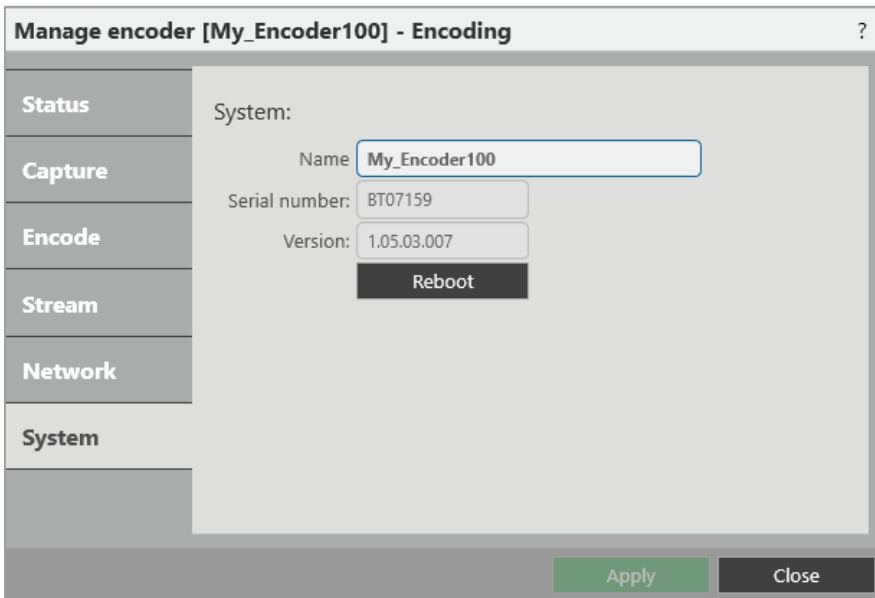 Manage encoder [My_Encoder100] - Encoding ?
Status
Capture
Encode
Stream
Network
System
System:
Name My_Encoder100
Serial number: BT07159
Version: 1.05.03.007
Reboot
Apply Close